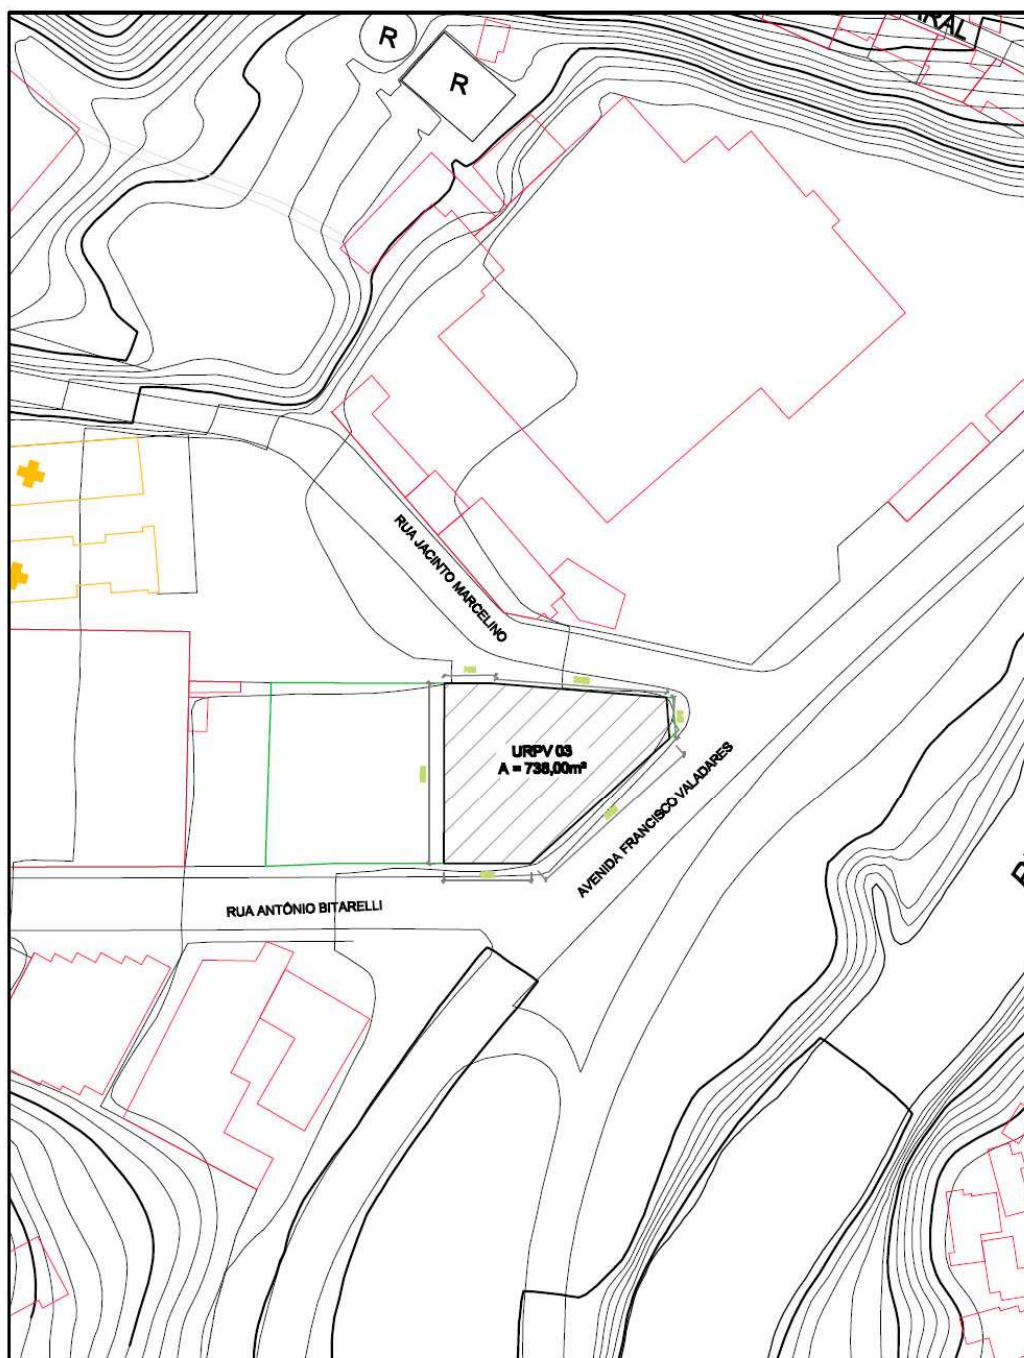 R
R
RUA JACINTO MARCELINO
URPV 03
A = 738,00m²
AVENIDA FRANCISCO VALADARES
RUA ANTÔNIO BITARELLI